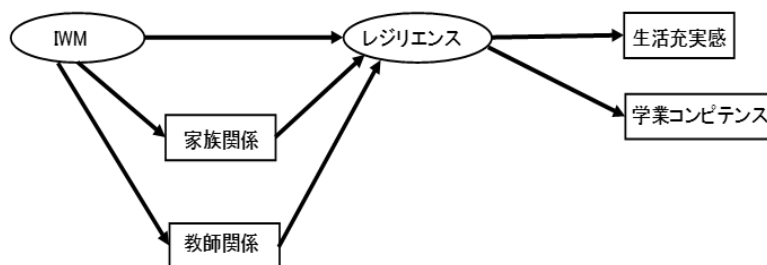 IWM
レジリエンス
生活充実感
学業コンピテンス
家族関係
教師関係